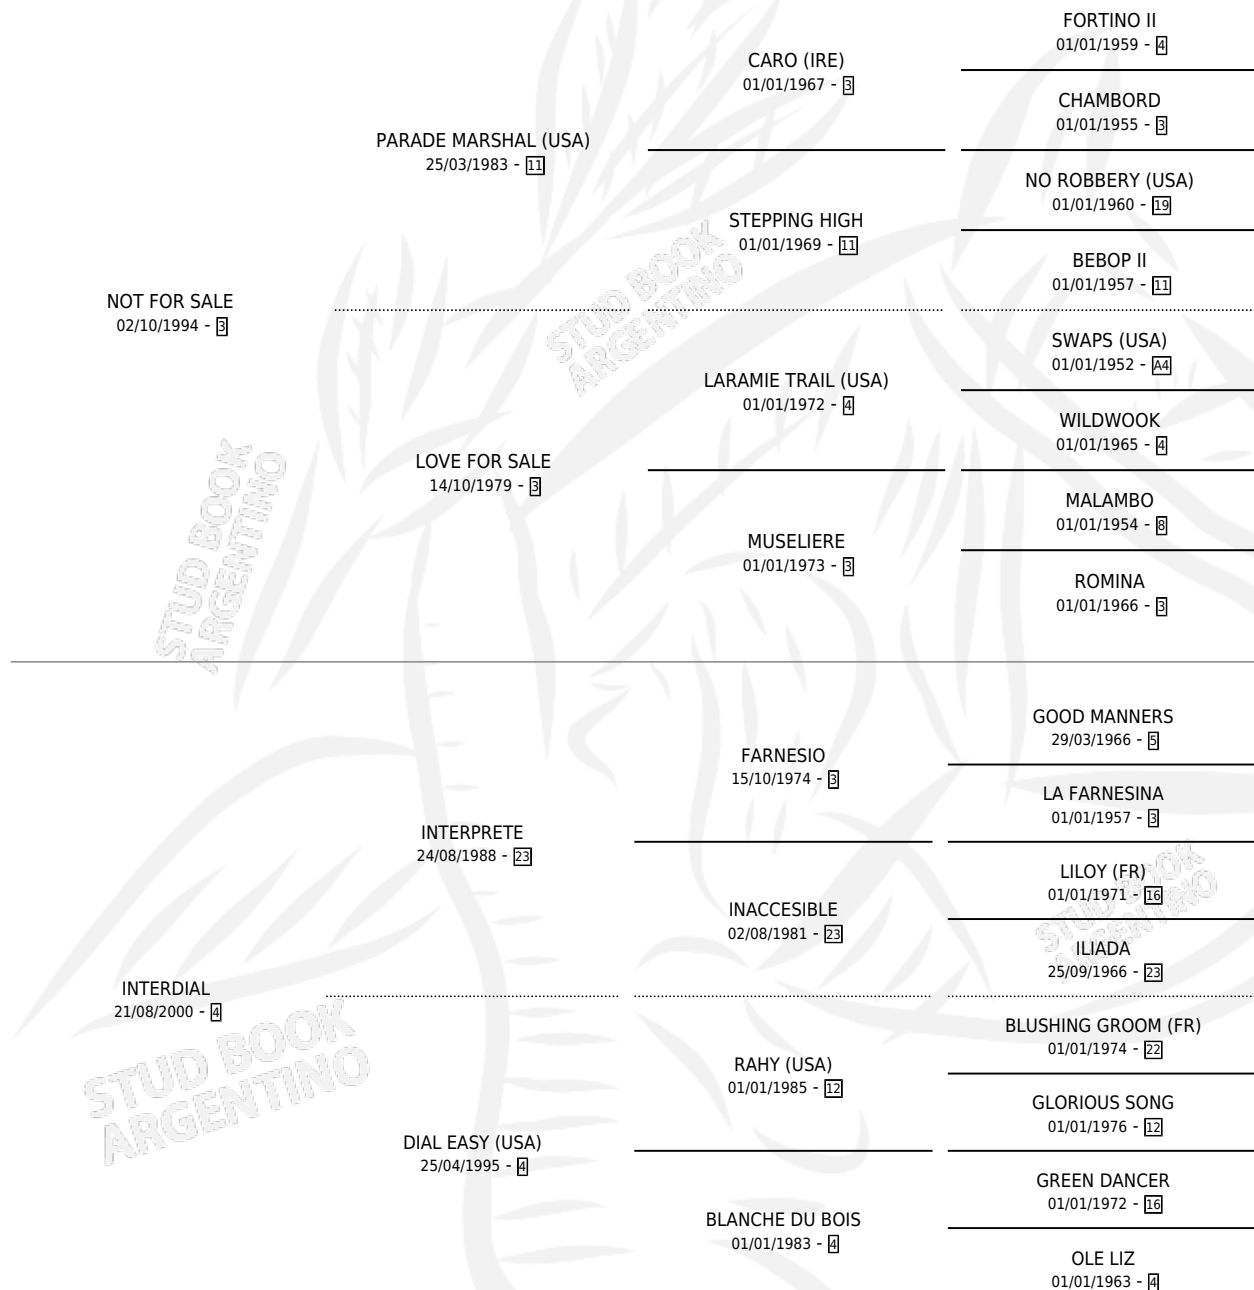 FORTINO II
01/01/1959 - 4
CARO (IRE)
01/01/1967 - 3
CHAMBORD
01/01/1955 - 3
PARADE MARSHAL (USA)
25/03/1983 - 11
NO ROBBERY (USA)
01/01/1960 - 19
STEPPING HIGH
01/01/1969 - 11
BEBOP II
01/01/1957 - 11
NOT FOR SALE
02/10/1994 - 3
STUD BOOK
ARGENTINO
SWAPS (USA)
01/01/1952 - A4
LARAMIE TRAIL (USA)
01/01/1972 - 4
WILDWOOK
01/01/1965 - 4
LOVE FOR SALE
14/10/1979 - 3
MALAMBO
01/01/1954 - 8
MUSELIERE
01/01/1973 - 3
ROMINA
01/01/1966 - 3
STUD BOOK
ARGENTINO
GOOD MANNERS
29/03/1966 - 5
FARNESIO
15/10/1974 - 3
LA FARNESINA
01/01/1957 - 3
INTERPRETE
24/08/1988 - 23
LILOY (FR)
01/01/1971 - 16
INACCESIBLE
02/08/1981 - 23
STUD BOOK
ARGENTINO
ILIADA
25/09/1966 - 23
INTERDIAL
21/08/2000 - 4
BLUSHING GROOM (FR)
01/01/1974 - 22
RAHY (USA)
01/01/1985 - 12
STUD BOOK
ARGENTINO
GLORIOUS SONG
01/01/1976 - 12
DIAL EASY (USA)
25/04/1995 - 4
GREEN DANCER
01/01/1972 - 16
BLANCHE DU BOIS
01/01/1983 - 4
OLE LIZ
01/01/1963 - 4